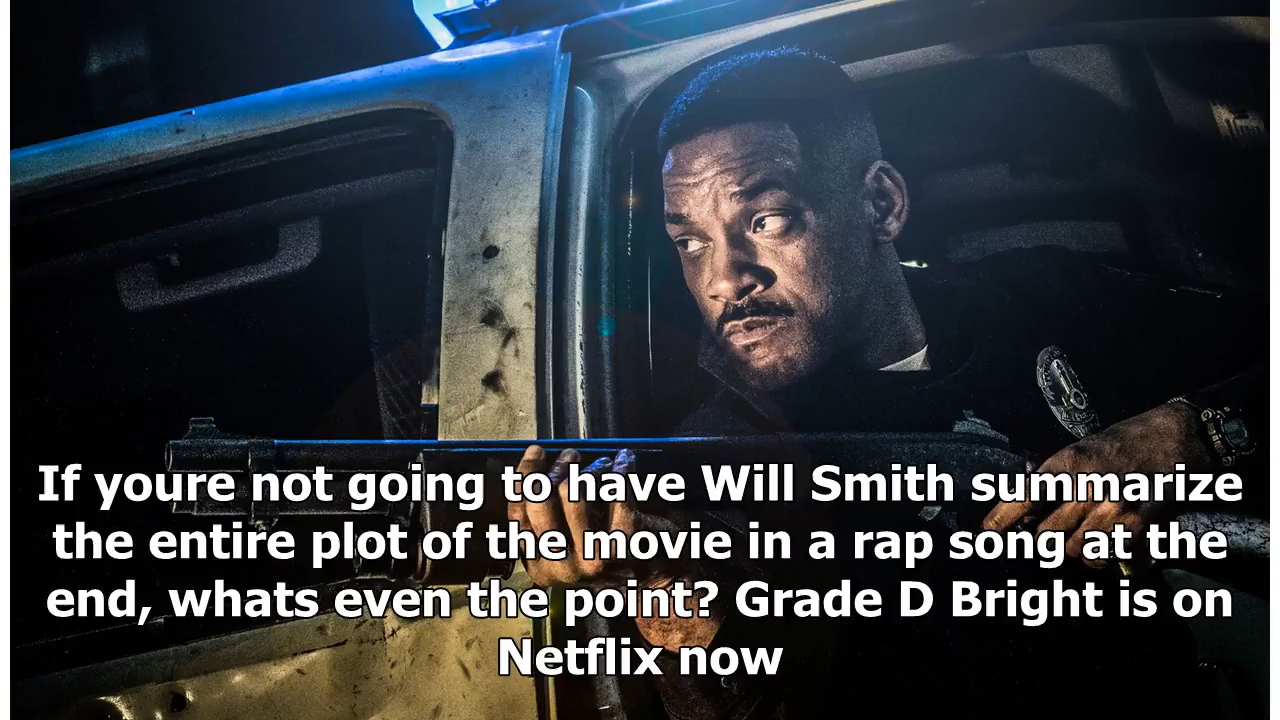 If youre not going to have Will Smith summarize
the entire plot of the movie in a rap song at the
end, whats even the point? Grade D Bright is on
Netflix now